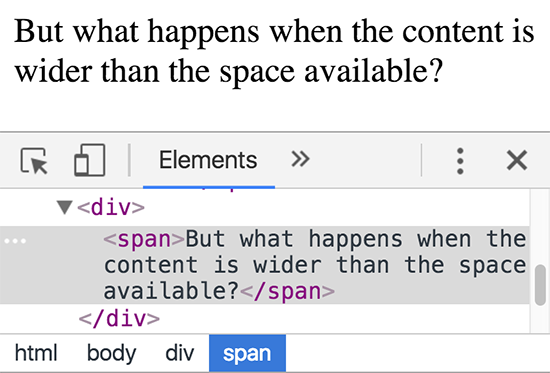 But what happens when the content is
wider than the space available?
Elements »
▼<div>
<span>But what happens when the
content is wider than the space
available?</span>
</div>
html body div span